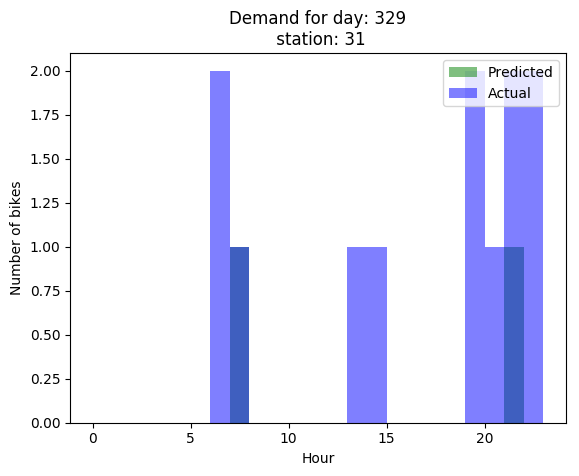 Demand for day: 329
station: 31
Predicted
Actual
2.00
1.75
1.50
1.25
1.00
0.75
0.50
0.25
0.00
Number of bikes
0
5
10
15
20
Hour